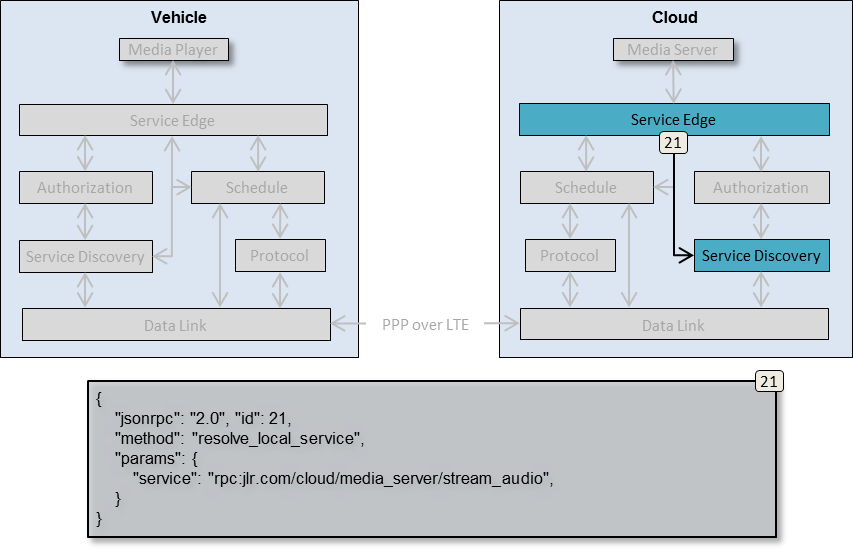 Vehicle
Cloud
Media Player
Media Server
Service Edge
Service Edge
21
Authorization
Schedule
Schedule
Authorization
Service Discovery
Protocol
Protocol
Service Discovery
Data Link
PPP over LTE
Data Link
21
{
"jsonrpc": "2.0", "id": 21,
"method": "resolve_local_service",
"params": {
"service": "rpc:jlr.com/cloud/media_server/stream_audio",
}
}